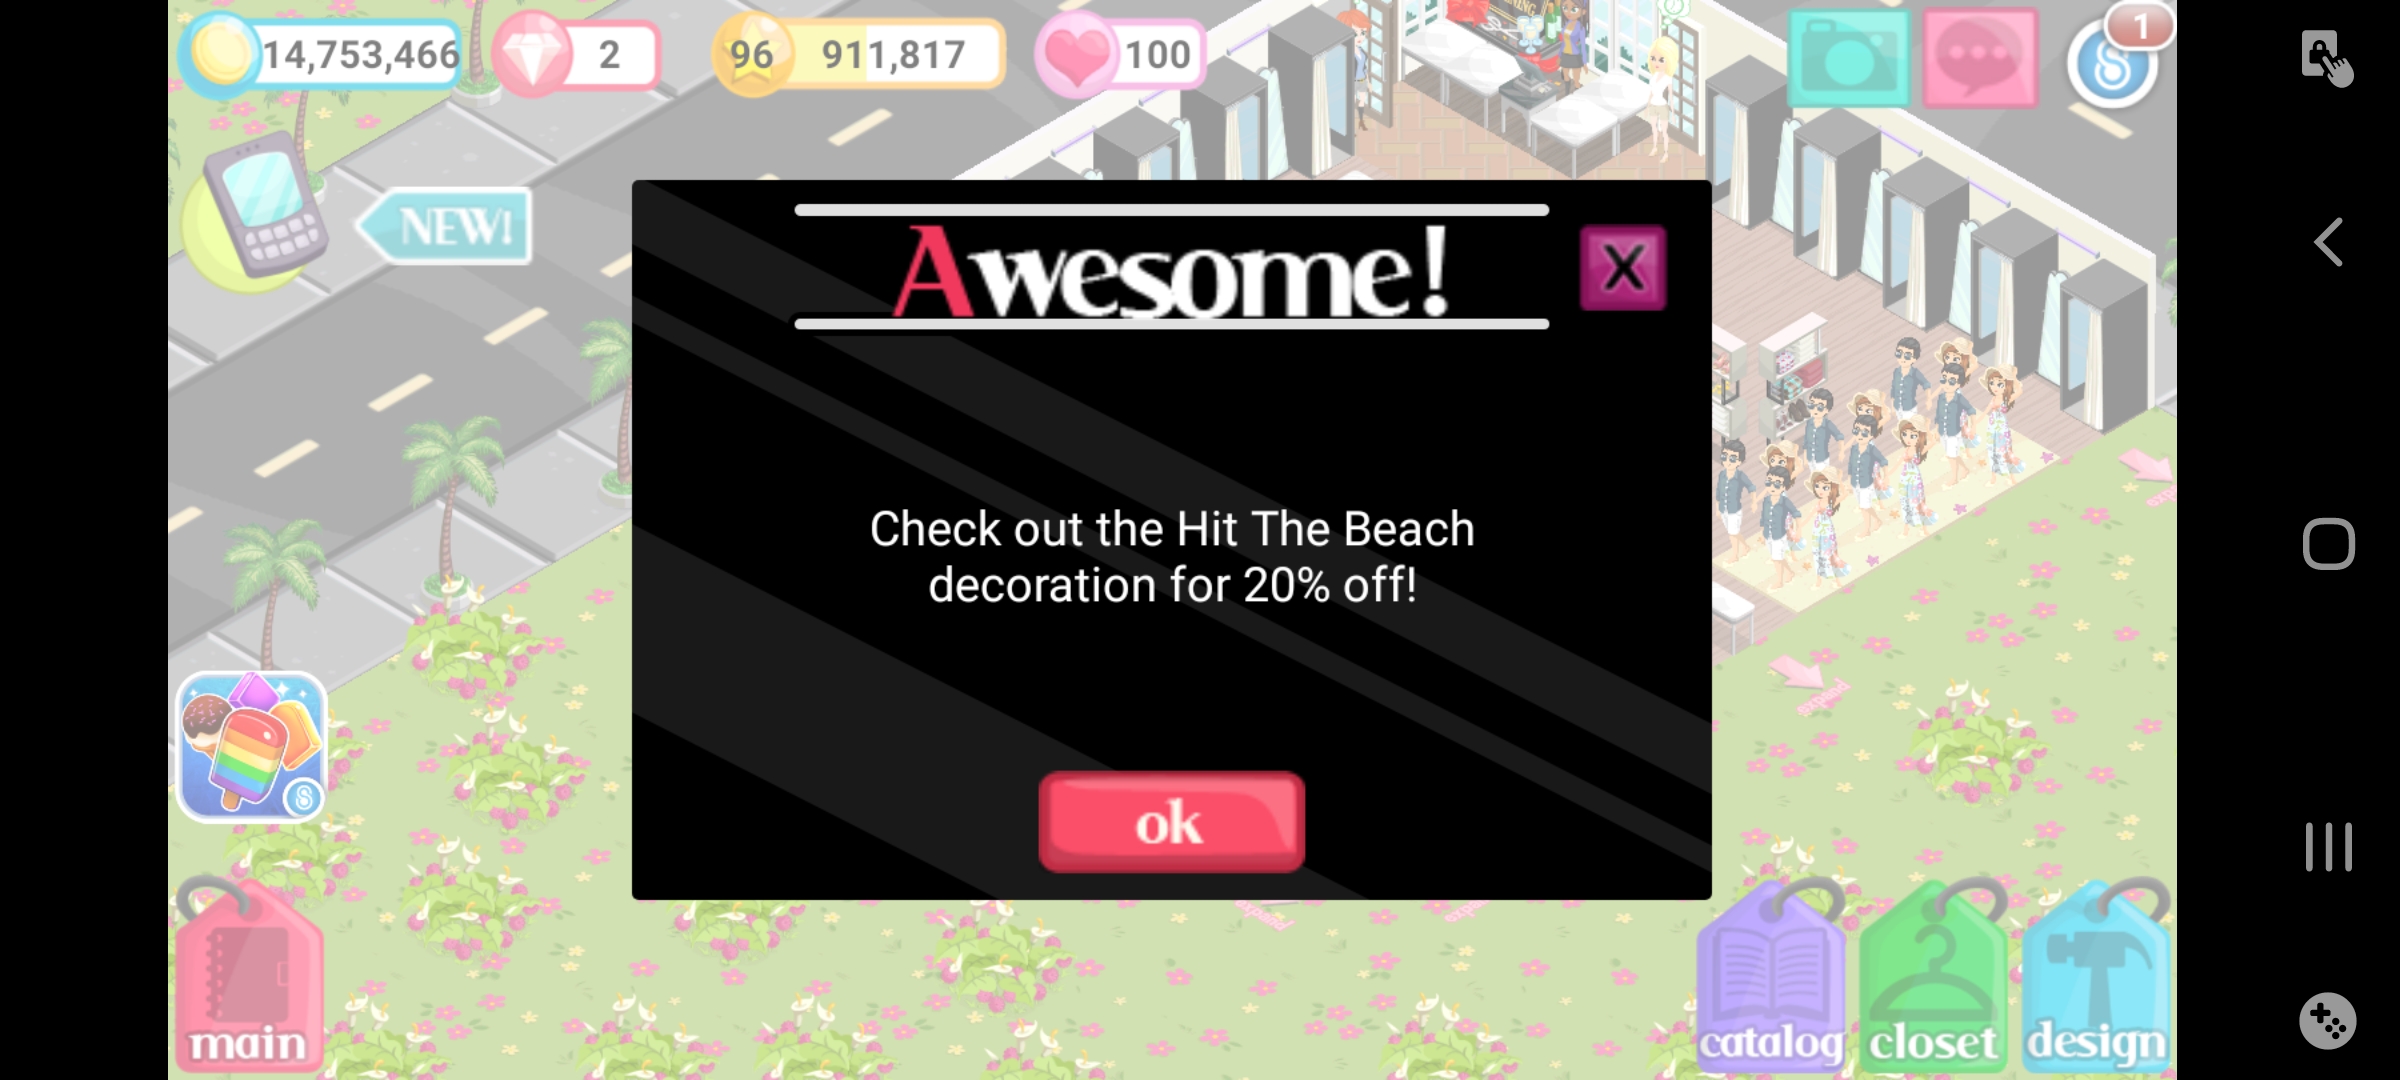 14,753,466
2
96
911,817
100
1
NEW!
Awesome!
X
Check out the Hit The Beach
decoration for 20% off!
ok
expand
main
catalog
closet
design